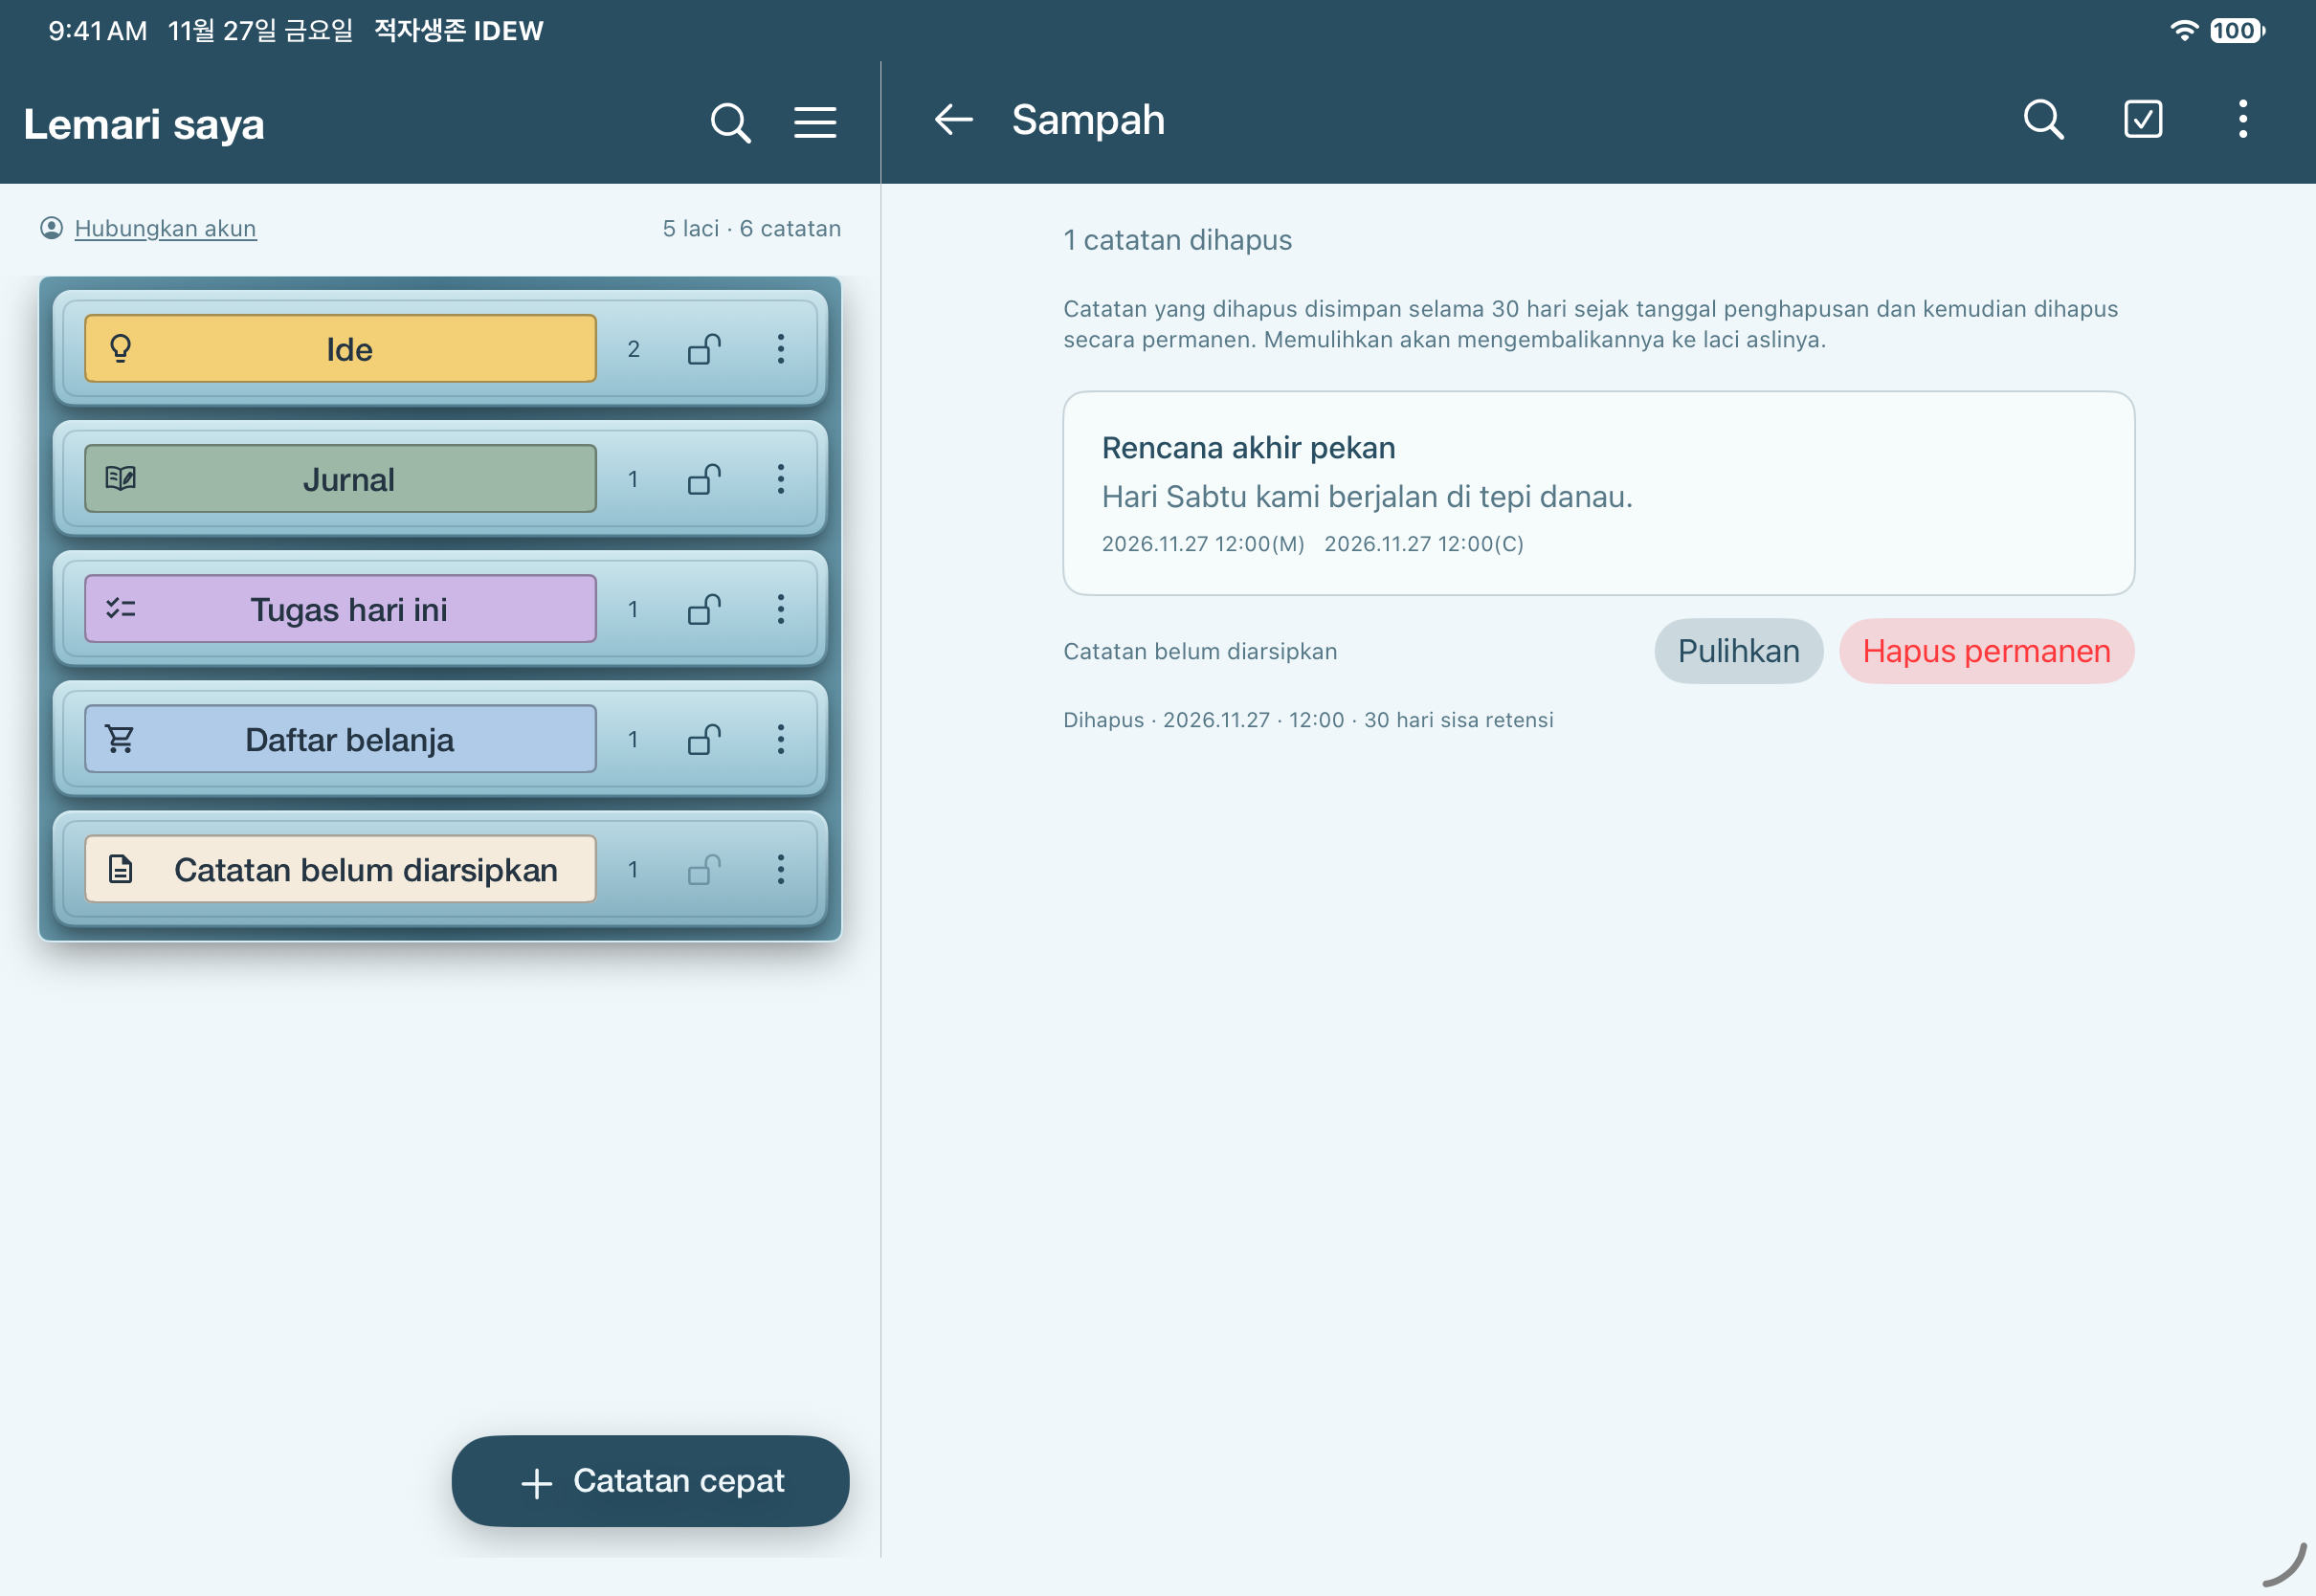 9:41 AM 11월 27일 금요일 적자생존 IDEW
100
Lemari saya
Hubungkan akun
5 laci · 6 catatan
Ide
2
Jurnal
1
Tugas hari ini
1
Daftar belanja
1
Catatan belum diarsipkan
1
Catatan cepat
Sampah
1 catatan dihapus
Catatan yang dihapus disimpan selama 30 hari sejak tanggal penghapusan dan kemudian dihapus
secara permanen. Memulihkan akan mengembalikannya ke laci aslinya.
Rencana akhir pekan
Hari Sabtu kami berjalan di tepi danau.
2026.11.27 12:00(M) 2026.11.27 12:00(C)
Catatan belum diarsipkan
Pulihkan
Hapus permanen
Dihapus · 2026.11.27 · 12:00 · 30 hari sisa retensi